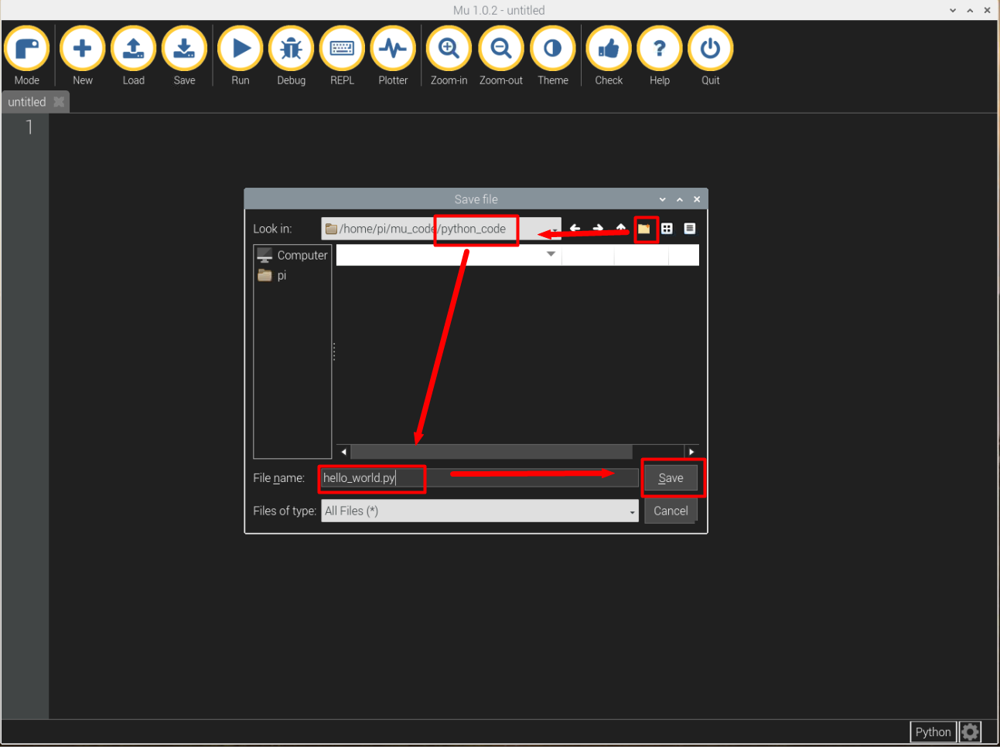 Mu 1.0.2 - untitled
Mode New Load Save Run Debug REPL Plotter Zoom-in Zoom-out Theme Check Help Quit
untitled
1
Save file
Look in: /home/pi/mu_code/python_code
Computer
pi
File name: hello_world.py Save
Files of type: All Files (*) Cancel
Python